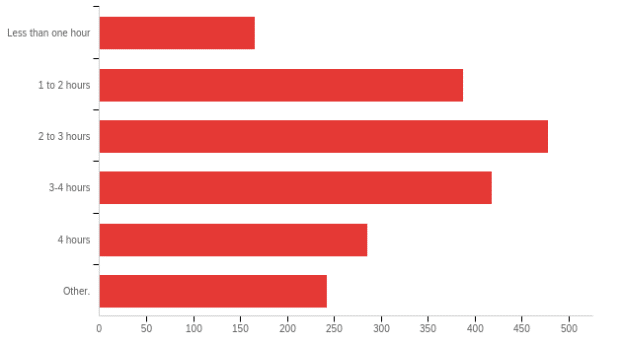 Less than one hour
1 to 2 hours
2 to 3 hours
3-4 hours
4 hours
Other.
0 50 100 150 200 250 300 350 400 450 500